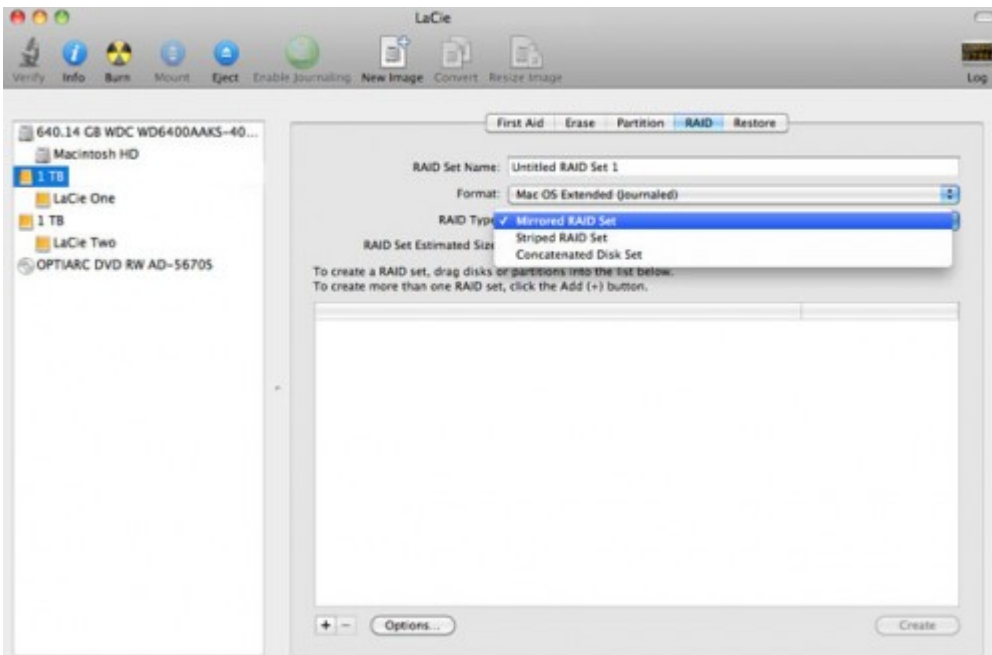 LaCie
Verify Info Burn Mount Eject Enable Journaling New Image Convert Resize Image Log
First Aid Erase Partition RAID Restore
640.14 GB WDC WD6400AAKS-40...
Macintosh HD
1 TB
LaCie One
1 TB
LaCie Two
OPTIARC DVD RW AD-5670S
RAID Set Name: Untitled RAID Set 1
Format: Mac OS Extended (Journaled)
RAID Type ✓ Mirrored RAID Set
Striped RAID Set
Concatenated Disk Set
RAID Set Estimated Size
To create a RAID set, drag disks or partitions into the list below.
To create more than one RAID set, click the Add (+) button.
+ - Options... Create